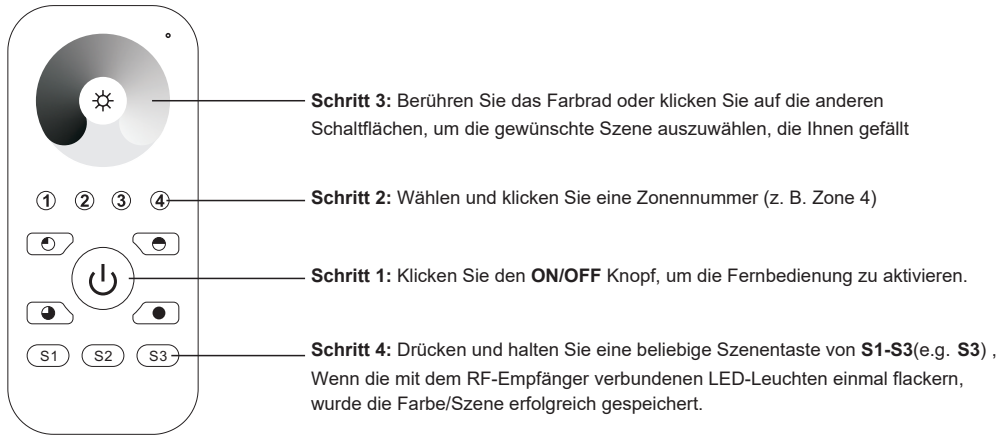 Schritt 3: Berühren Sie das Farbrad oder klicken Sie auf die anderen
Schaltflächen, um die gewünschte Szene auszuwählen, die Ihnen gefällt
1 2 3 4
Schritt 2: Wählen und klicken Sie eine Zonennummer (z. B. Zone 4)
Schritt 1: Klicken Sie den ON/OFF Knopf, um die Fernbedienung zu aktivieren.
S1 S2 S3
Schritt 4: Drücken und halten Sie eine beliebige Szenentaste von S1-S3(e.g. S3) ,
Wenn die mit dem RF-Empfänger verbundenen LED-Leuchten einmal flackern,
wurde die Farbe/Szene erfolgreich gespeichert.